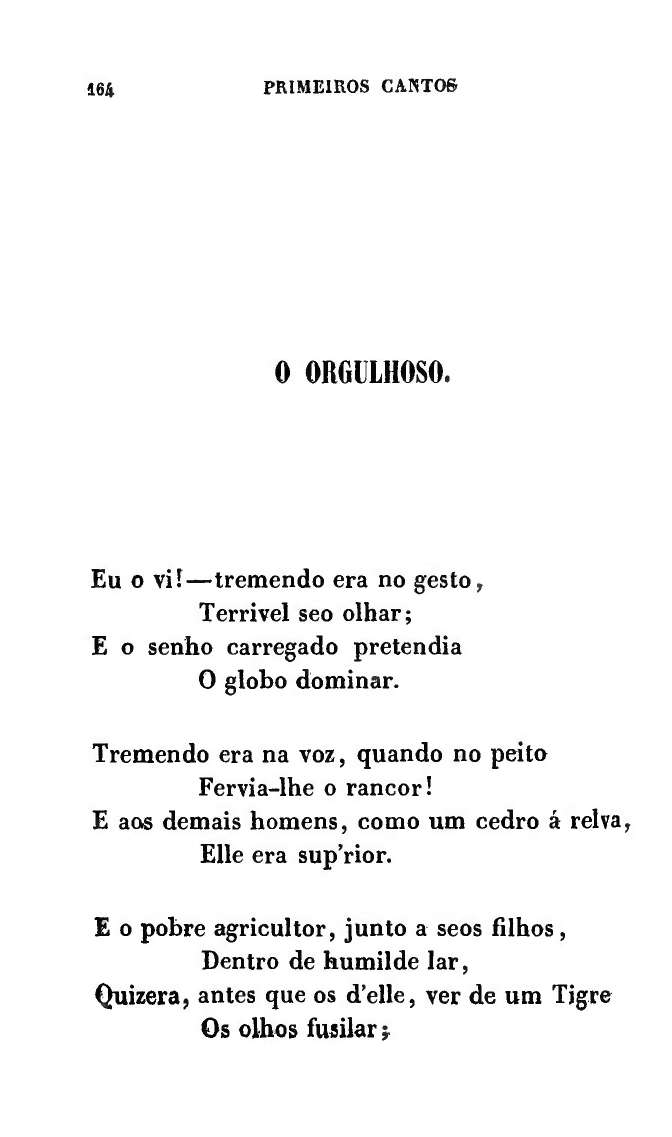 164 PRIMEIROS CANTOS
O ORGULHOSO.
Eu o vi!—tremendo era no gesto,
Terrivel seo olhar;
E o senho carregado pretendia
O globo dominar.
Tremendo era na voz, quando no peito
Fervia-lhe o rancor!
E aos demais homens, como um cedro á relva,
Elle era sup'rior.
E o pobre agricultor, junto a seos filhos,
Dentro de humilde lar,
Quizera, antes que os d'elle, ver de um Tigre
Os olhos fusilar;